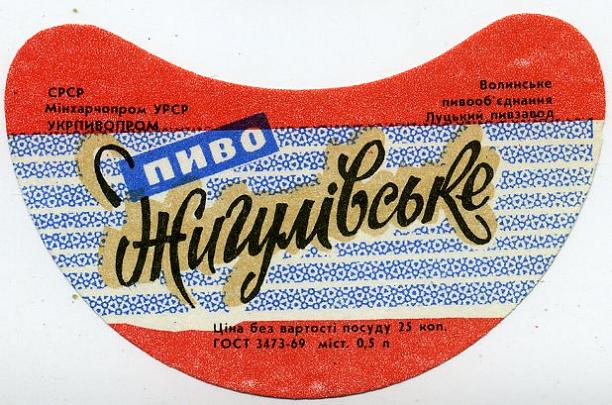 СРСР
Мінхарчопром УРСР
УКРПИВОПРОМ
Волинське
пивооб'єднання
Луцький пивзавод
ПИВО
Жигулівське
Ціна без вартості посуду 25 коп.
ГОСТ 3473-69 міст. 0,5 л